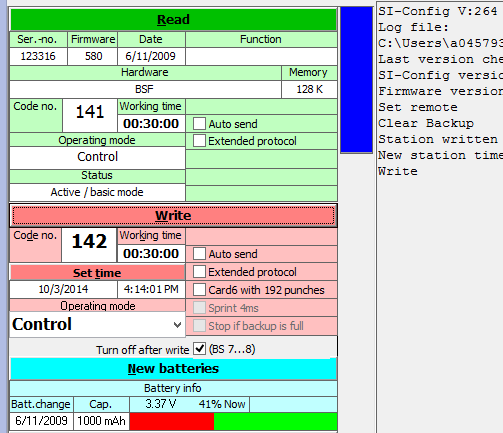 Read
Ser.-no. Firmware Date Function
123316 580 6/11/2009
Hardware Memory
BSF 128 K
Code no. 141 Working time
00:30:00 Auto send
Operating mode Extended protocol
Control
Status
Active / basic mode
Write
Code no. 142 Working time
00:30:00 Auto send
Set time Extended protocol
10/3/2014 4:14:01 PM Card6 with 192 punches
Operating mode Sprint 4ms
Control Stop if backup is full
Turn off after write (BS 7...8)
New batteries
Battery info
Batt.change Cap. 3.37 V 41% Now
6/11/2009 1000 mAh
SI-Config V:264
Log file:
C:\Users\a045793
Last version che
SI-Config versio
Firmware version
Set remote
Clear Backup
Station written
New station time
Write